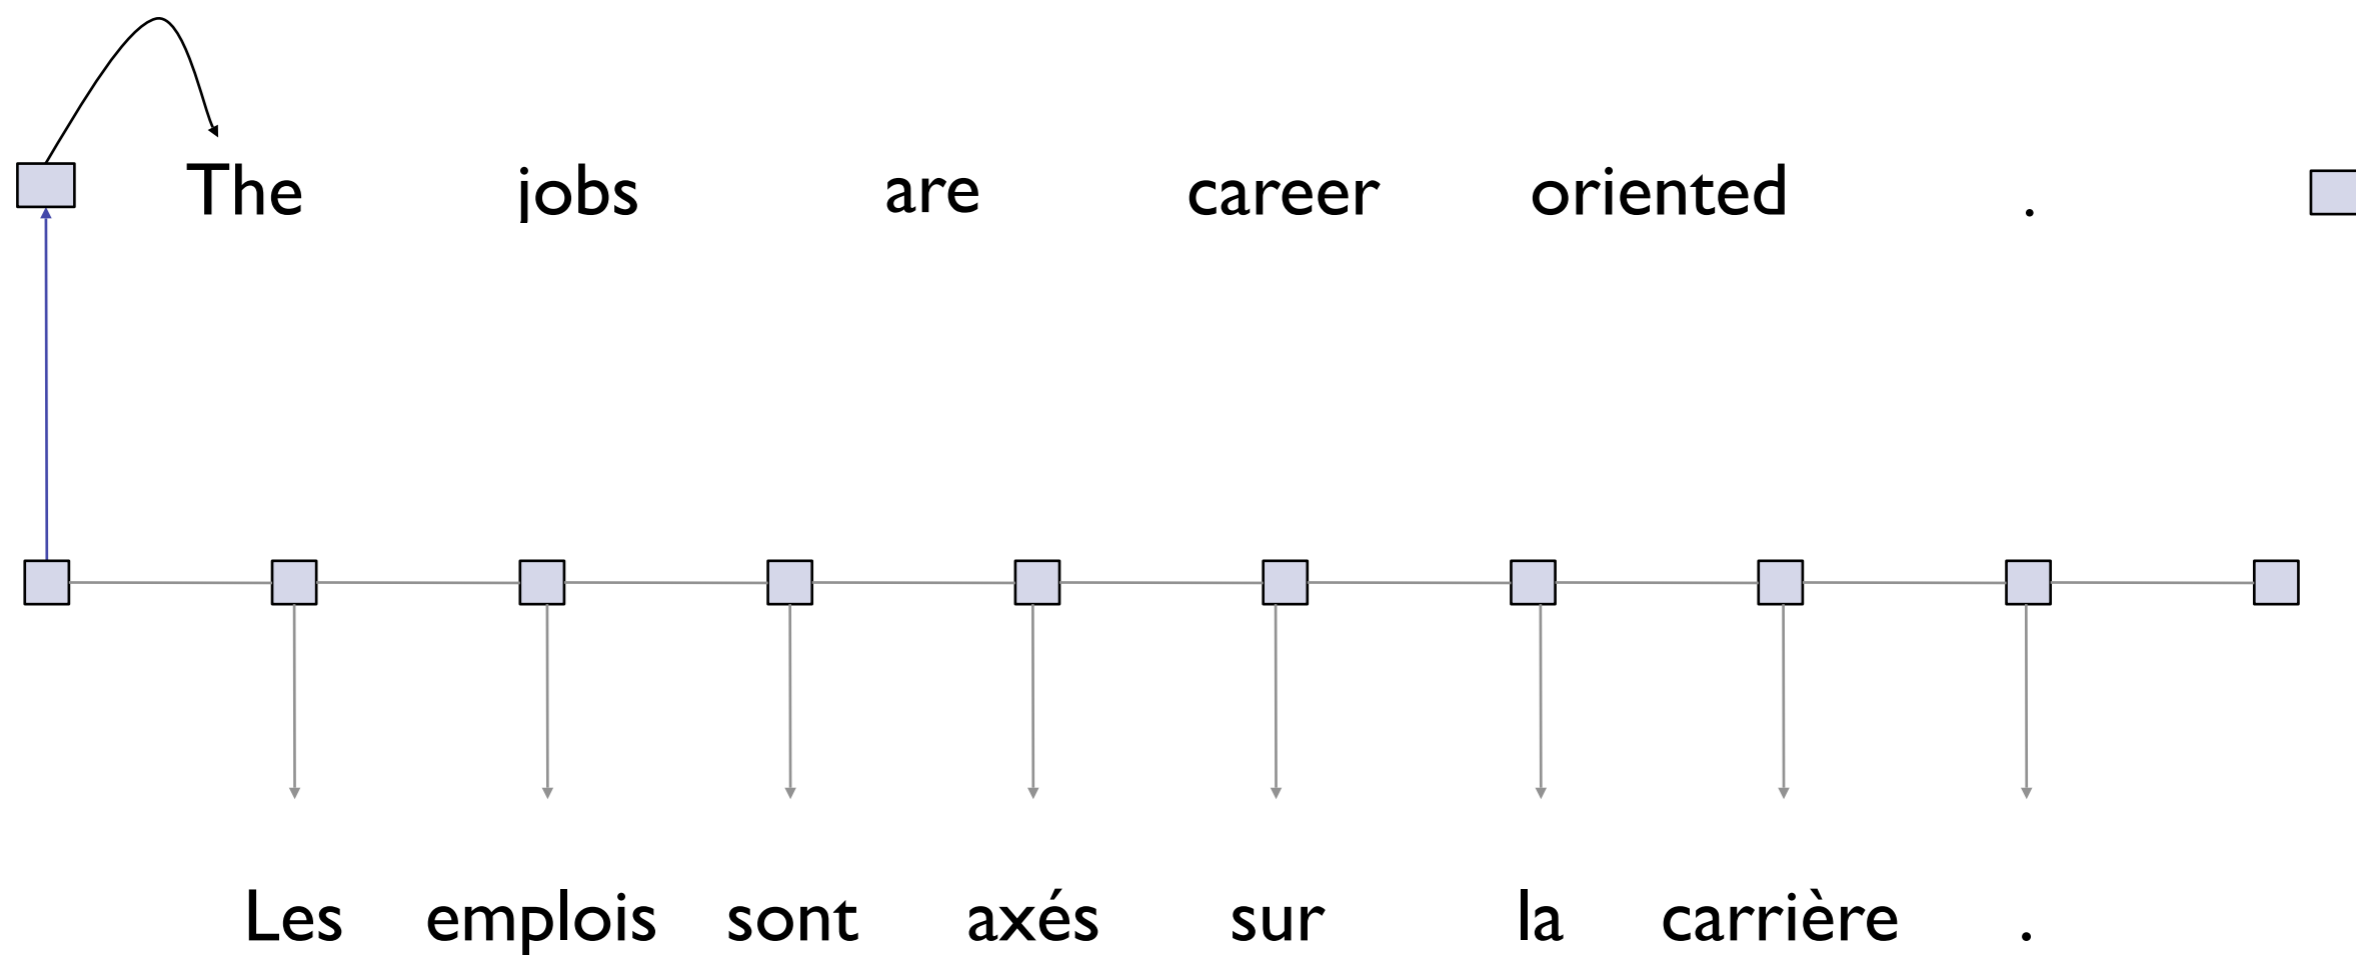 The jobs are career oriented .
Les emplois sont axés sur la carrière .